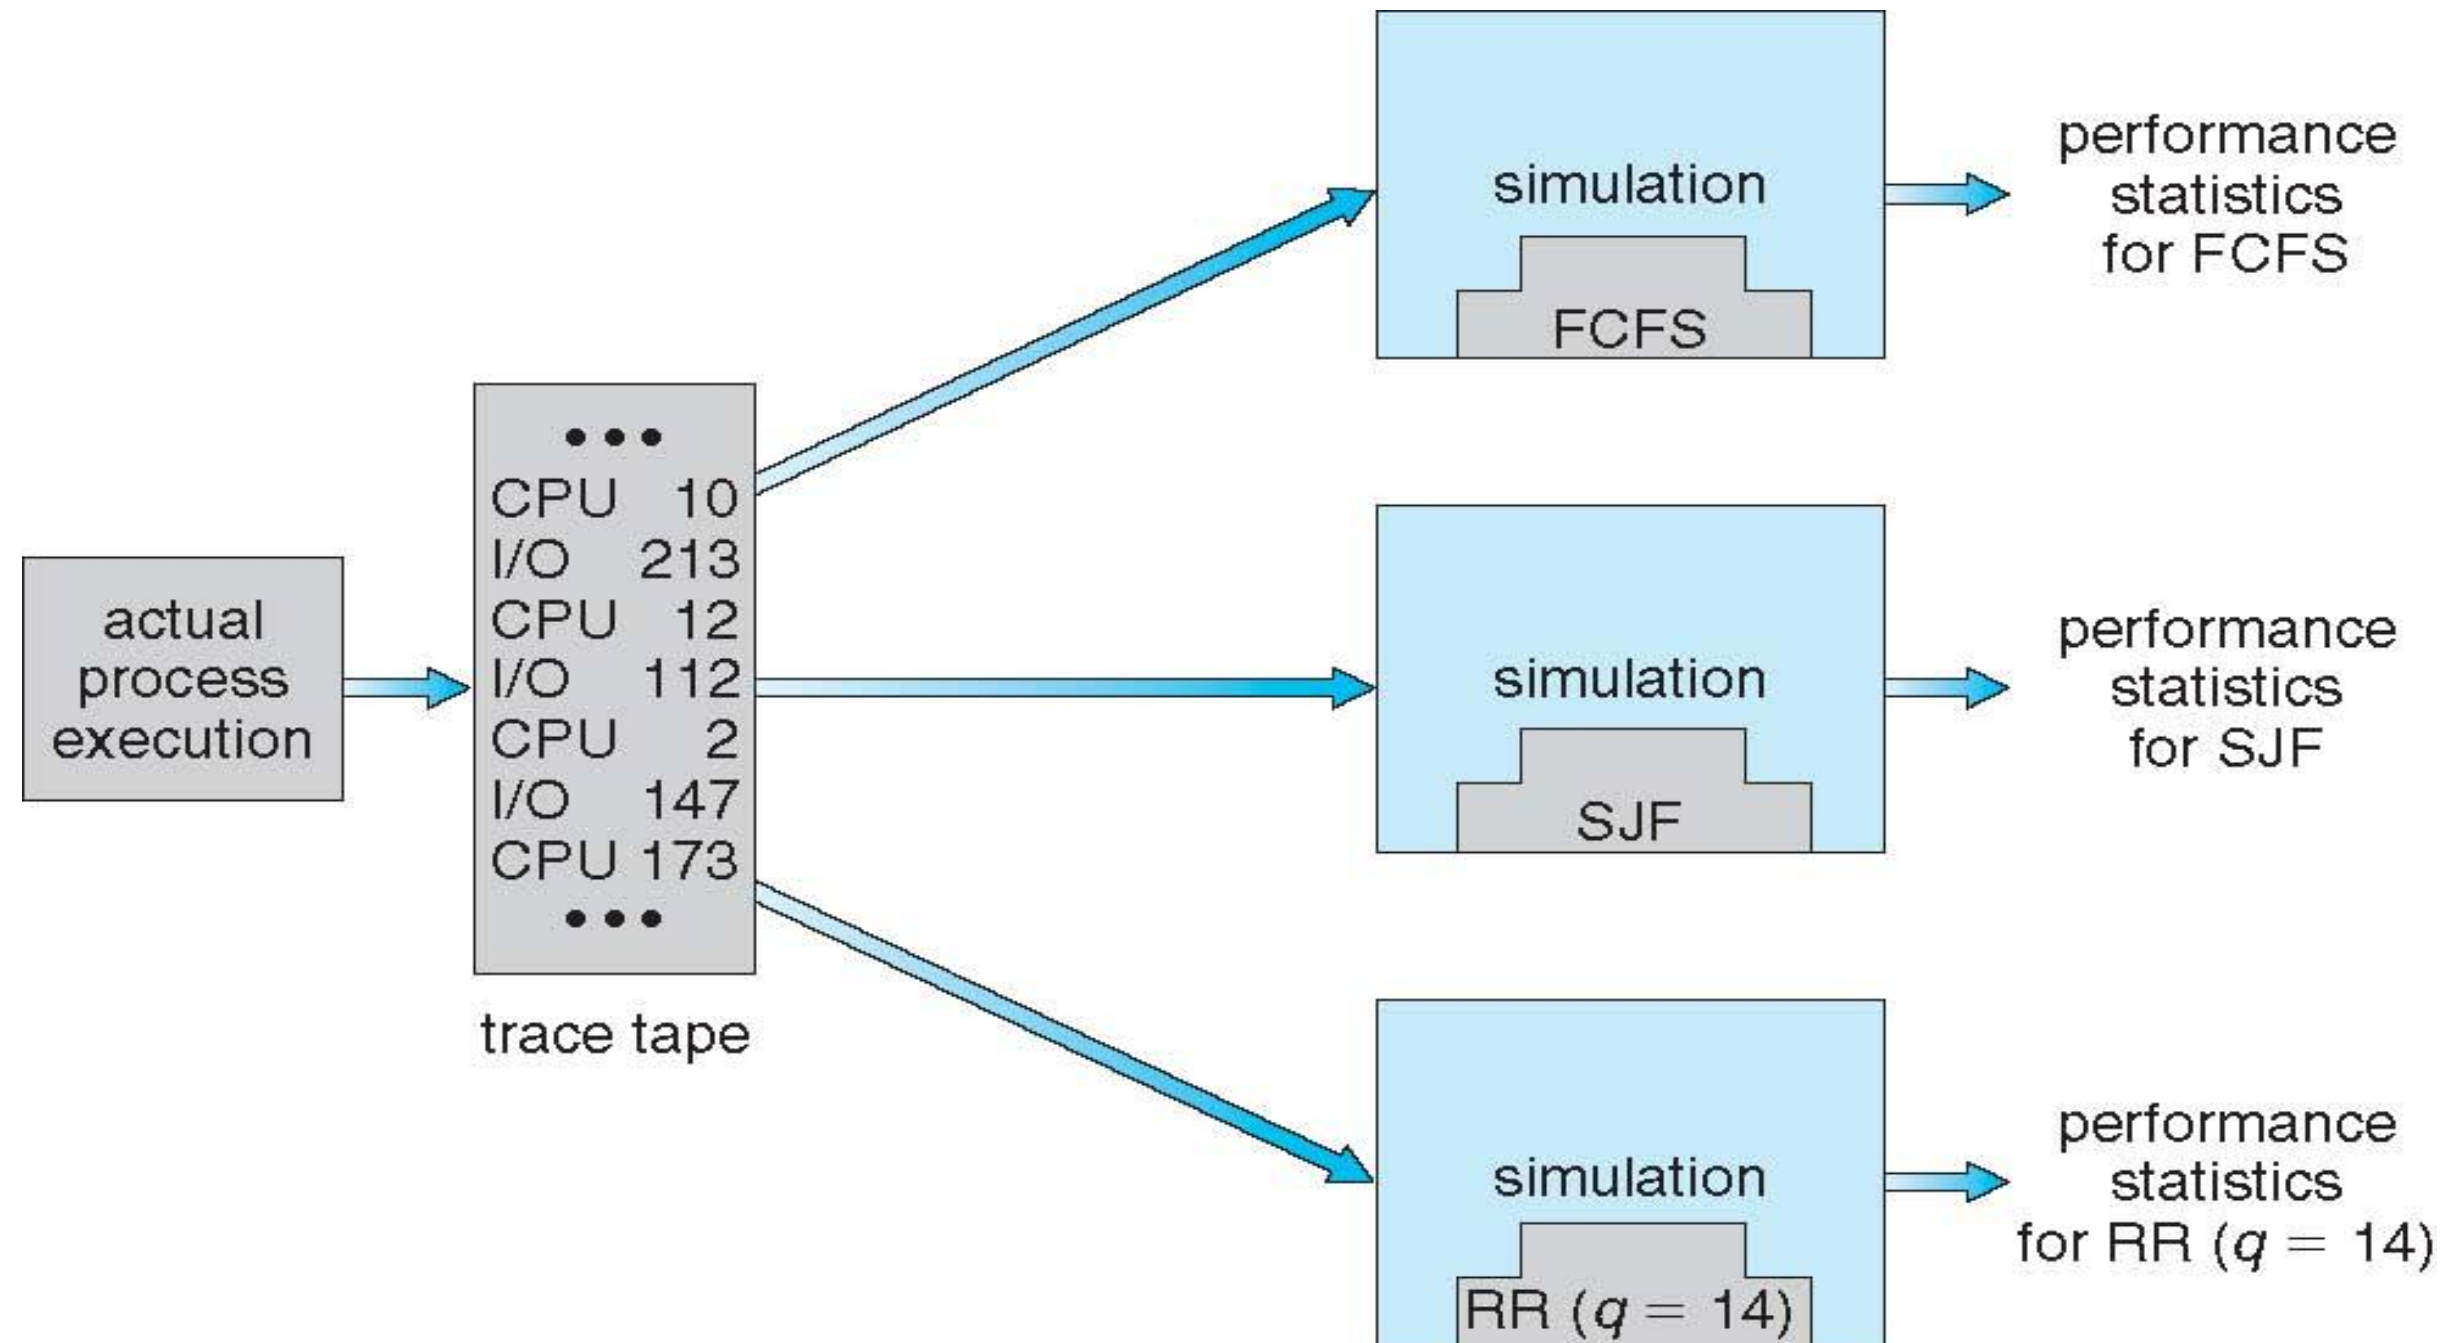 actual
process
execution
• • •
CPU 10
I/O 213
CPU 12
I/O 112
CPU 2
I/O 147
CPU 173
• • •
trace tape
simulation
FCFS
performance
statistics
for FCFS
simulation
SJF
performance
statistics
for SJF
simulation
RR (q = 14)
performance
statistics
for RR (q = 14)